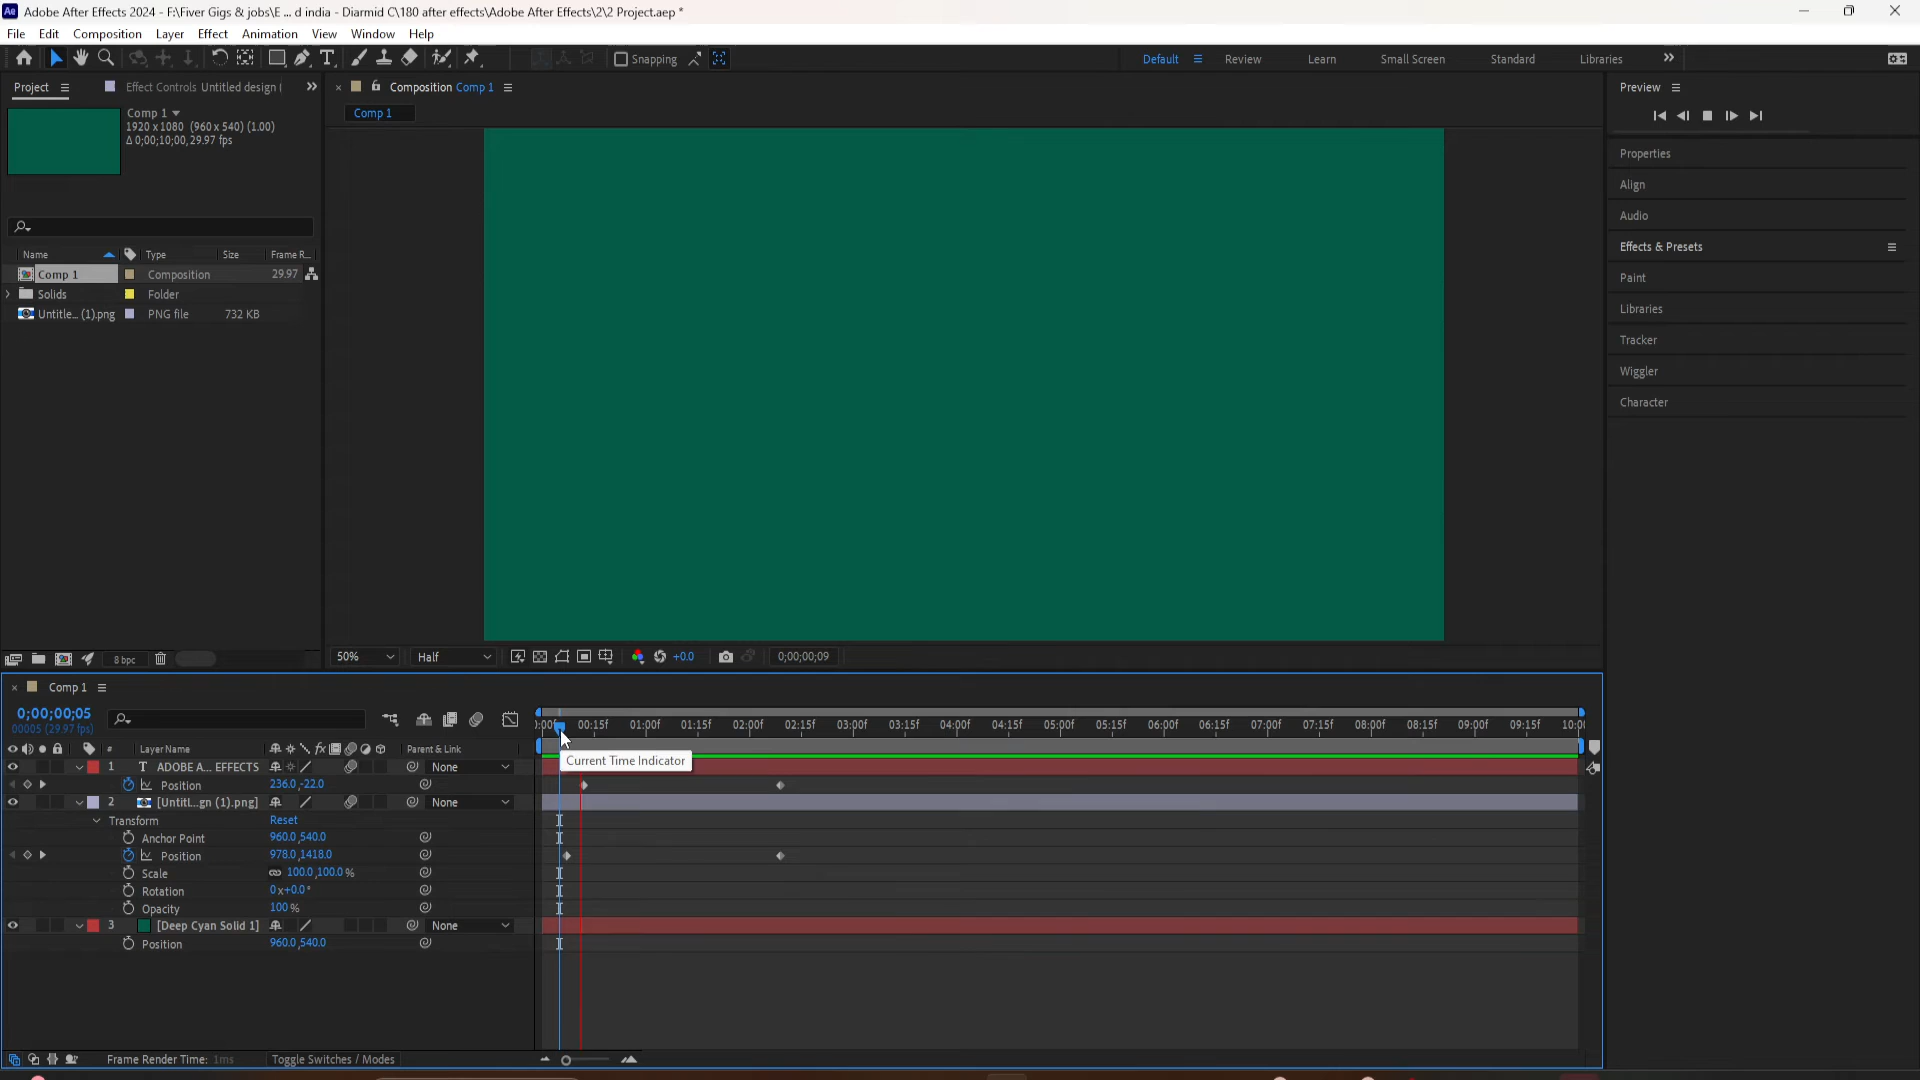 Adobe After Effects 2024 - F:\Fiver Gigs & jobs\E ... d india - Diarmid C\180 after effects\Adobe After Effects\2\2 Project.aep *
File Edit Composition Layer Effect Animation View Window Help
Snapping
Default Review Learn Small Screen Standard Libraries
Project Effect Controls Untitled design (
Composition Comp 1
Preview
Comp 1
1920 x 1080 (960 x 540) (1.00)
Δ 0;00;10;00, 29.97 fps
Comp 1
Properties
Align
Audio
Effects & Presets
Paint
Libraries
Tracker
Wiggler
Character
Name Type Size Frame R...
Comp 1 Composition 29.97
Solids Folder
Untitle... (1).png PNG file 732 KB
8 bpc
50% Half +0.0 0;00;00;09
Comp 1
0;00;00;05
00005 (29.97 fps)
):00f 00:15f 01:00f 01:15f 02:00f 02:15f 03:00f 03:15f 04:00f 04:15f 05:00f 05:15f 06:00f 06:15f 07:00f 07:15f 08:00f 08:15f 09:00f 09:15f 10:0(
# Layer Name fx Parent & Link
1 T ADOBE A... EFFECTS None
Current Time Indicator
Position 236.0,-22.0
2 [Untitl...gn (1).png] None
Transform Reset
Anchor Point 960.0,540.0
Position 978.0,1418.0
Scale 100.0,100.0%
Rotation 0x+0.0°
Opacity 100%
3 [Deep Cyan Solid 1] None
Position 960.0,540.0
Frame Render Time: 1ms Toggle Switches / Modes